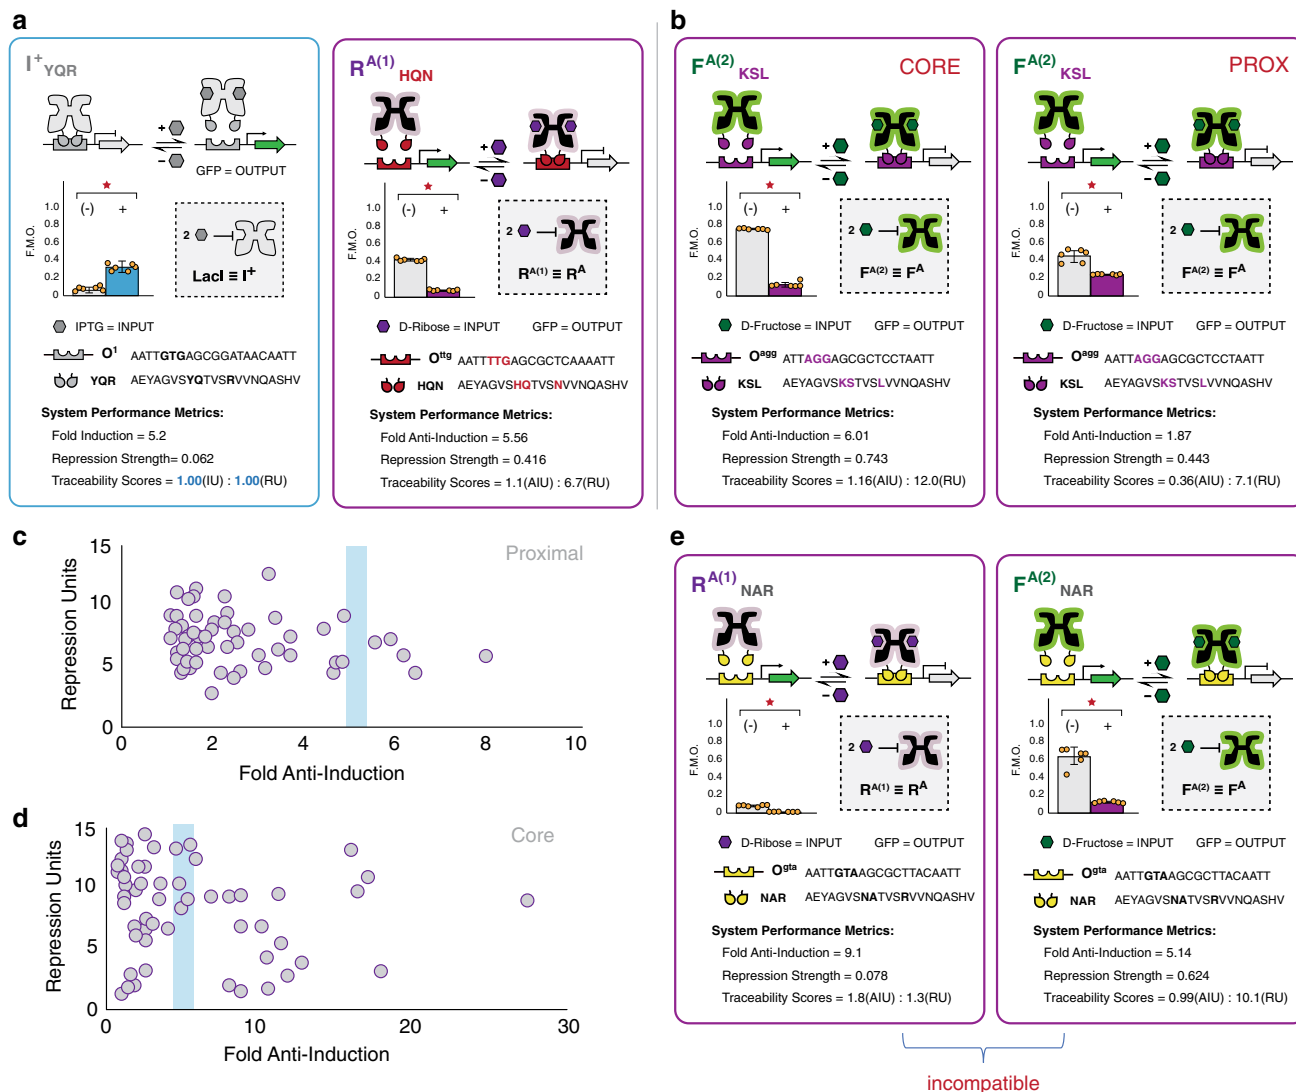 a
I+ YQR
+
−
GFP = OUTPUT
F.M.O.
1.0
0.8
0.6
0.4
0.2
0
(-) +
2
LacI ≡ I+
IPTG = INPUT
O1 AATTGTGAGCGGATAACAATT
YQR AEYAGVSYQTVSRVVNQASHV
System Performance Metrics:
Fold Induction = 5.2
Repression Strength= 0.062
Traceability Scores = 1.00(IU) : 1.00(RU)
RA(1) HQN
+
−
F.M.O.
1.0
0.8
0.6
0.4
0.2
0
(-) +
2
RA(1) ≡ RA
D-Ribose = INPUT GFP = OUTPUT
Ottg AATTTTGAGCGCTCAAAATT
HQN AEYAGVSHQTVSNVVNQASHV
System Performance Metrics:
Fold Anti-Induction = 5.56
Repression Strength = 0.416
Traceability Scores = 1.1(AIU) : 6.7(RU)
b
FA(2) KSL CORE
+
−
F.M.O.
1.0
0.8
0.6
0.4
0.2
0
(-) +
2
FA(2) ≡ FA
D-Fructose = INPUT GFP = OUTPUT
Oagg ATTAGGAGCGCTCCTAATT
KSL AEYAGVSKSTVSLVVNQASHV
System Performance Metrics:
Fold Anti-Induction = 6.01
Repression Strength = 0.743
Traceability Scores = 1.16(AIU) : 12.0(RU)
FA(2) KSL PROX
+
−
F.M.O.
1.0
0.8
0.6
0.4
0.2
0
(-) +
2
FA(2) ≡ FA
D-Fructose = INPUT GFP = OUTPUT
Oagg ATTAGGAGCGCTCCTAATT
KSL AEYAGVSKSTVSLVVNQASHV
System Performance Metrics:
Fold Anti-Induction = 1.87
Repression Strength = 0.443
Traceability Scores = 0.36(AIU) : 7.1(RU)
c
Proximal
Repression Units
15
10
5
0
0 2 4 6 8 10
Fold Anti-Induction
d
Core
Repression Units
15
10
5
0
0 10 20 30
Fold Anti-Induction
e
RA(1) NAR
+
−
F.M.O.
1.0
0.8
0.6
0.4
0.2
0
(-) +
2
RA(1) ≡ RA
D-Ribose = INPUT GFP = OUTPUT
Ogta AATTGTAAGCGCTTACAATT
NAR AEYAGVSNATVSRVVNQASHV
System Performance Metrics:
Fold Anti-Induction = 9.1
Repression Strength = 0.078
Traceability Scores = 1.8(AIU) : 1.3(RU)
FA(2) NAR
+
−
F.M.O.
1.0
0.8
0.6
0.4
0.2
0
(-) +
2
FA(2) ≡ FA
D-Fructose = INPUT GFP = OUTPUT
Ogta AATTGTAAGCGCTTACAATT
NAR AEYAGVSNATVSRVVNQASHV
System Performance Metrics:
Fold Anti-Induction = 5.14
Repression Strength = 0.624
Traceability Scores = 0.99(AIU) : 10.1(RU)
incompatible